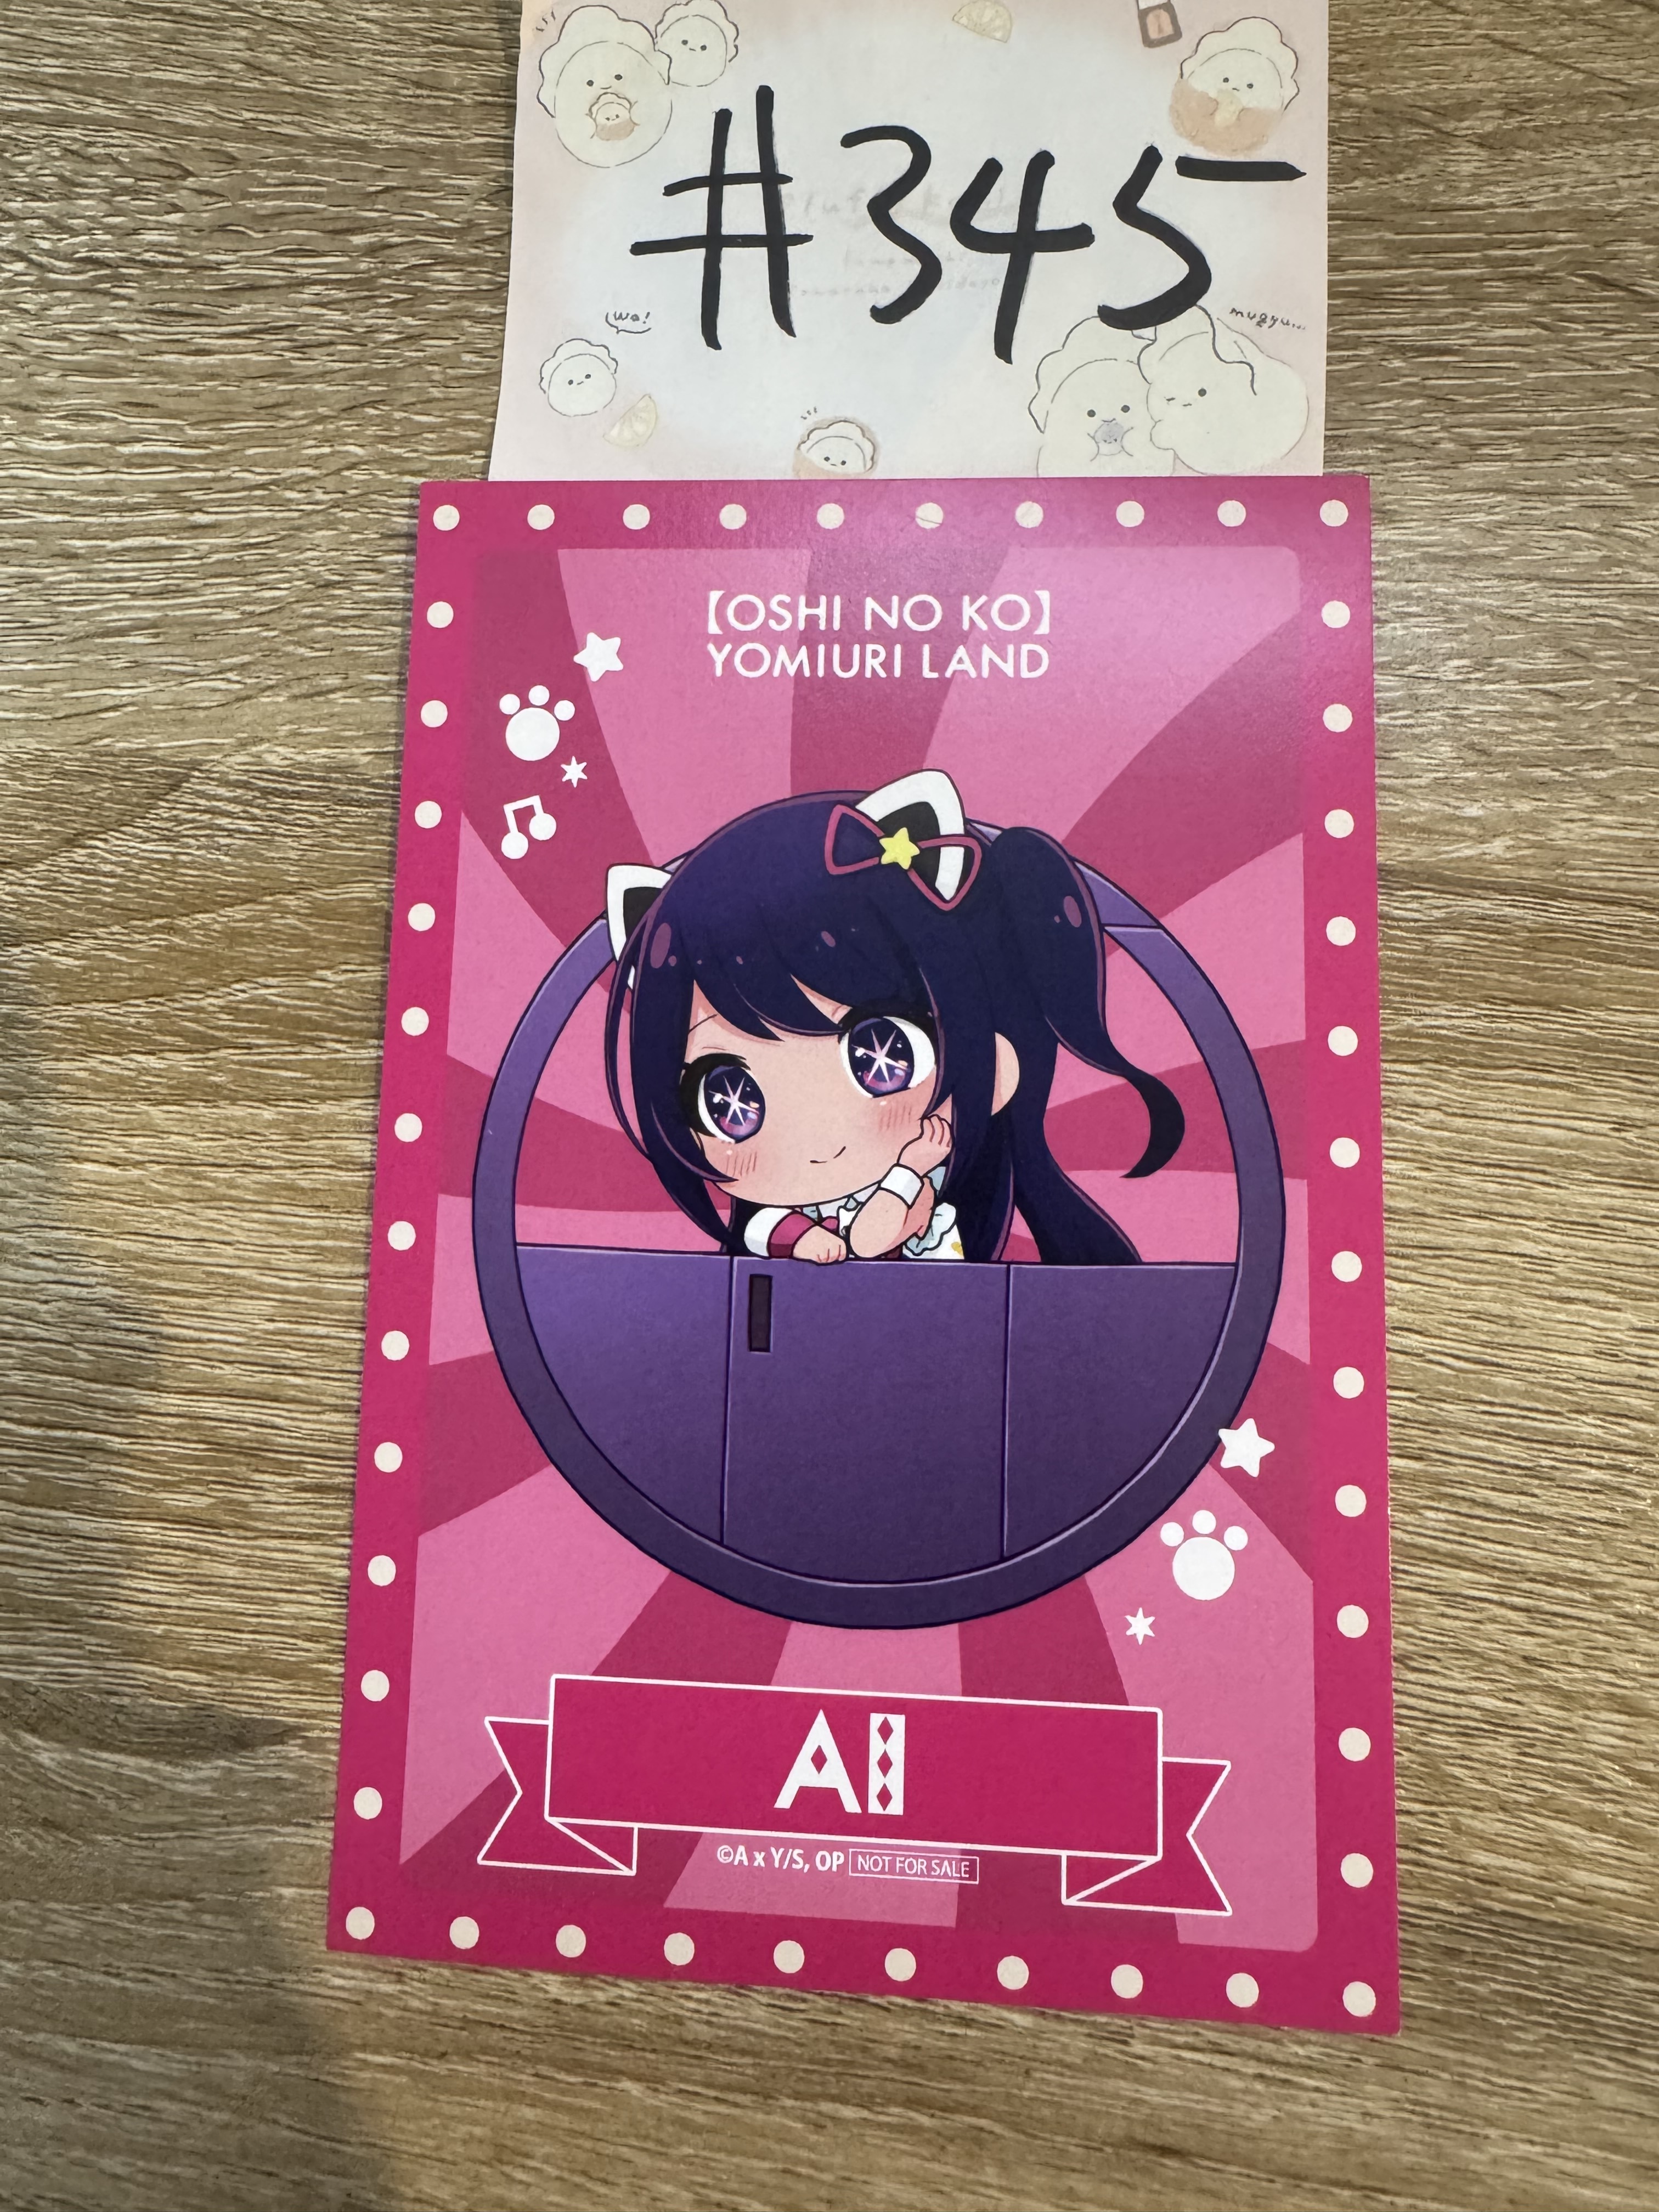 #345
wa!
mugyu...
【OSHI NO KO】
YOMIURI LAND
AI
©A x Y/S, OP NOT FOR SALE